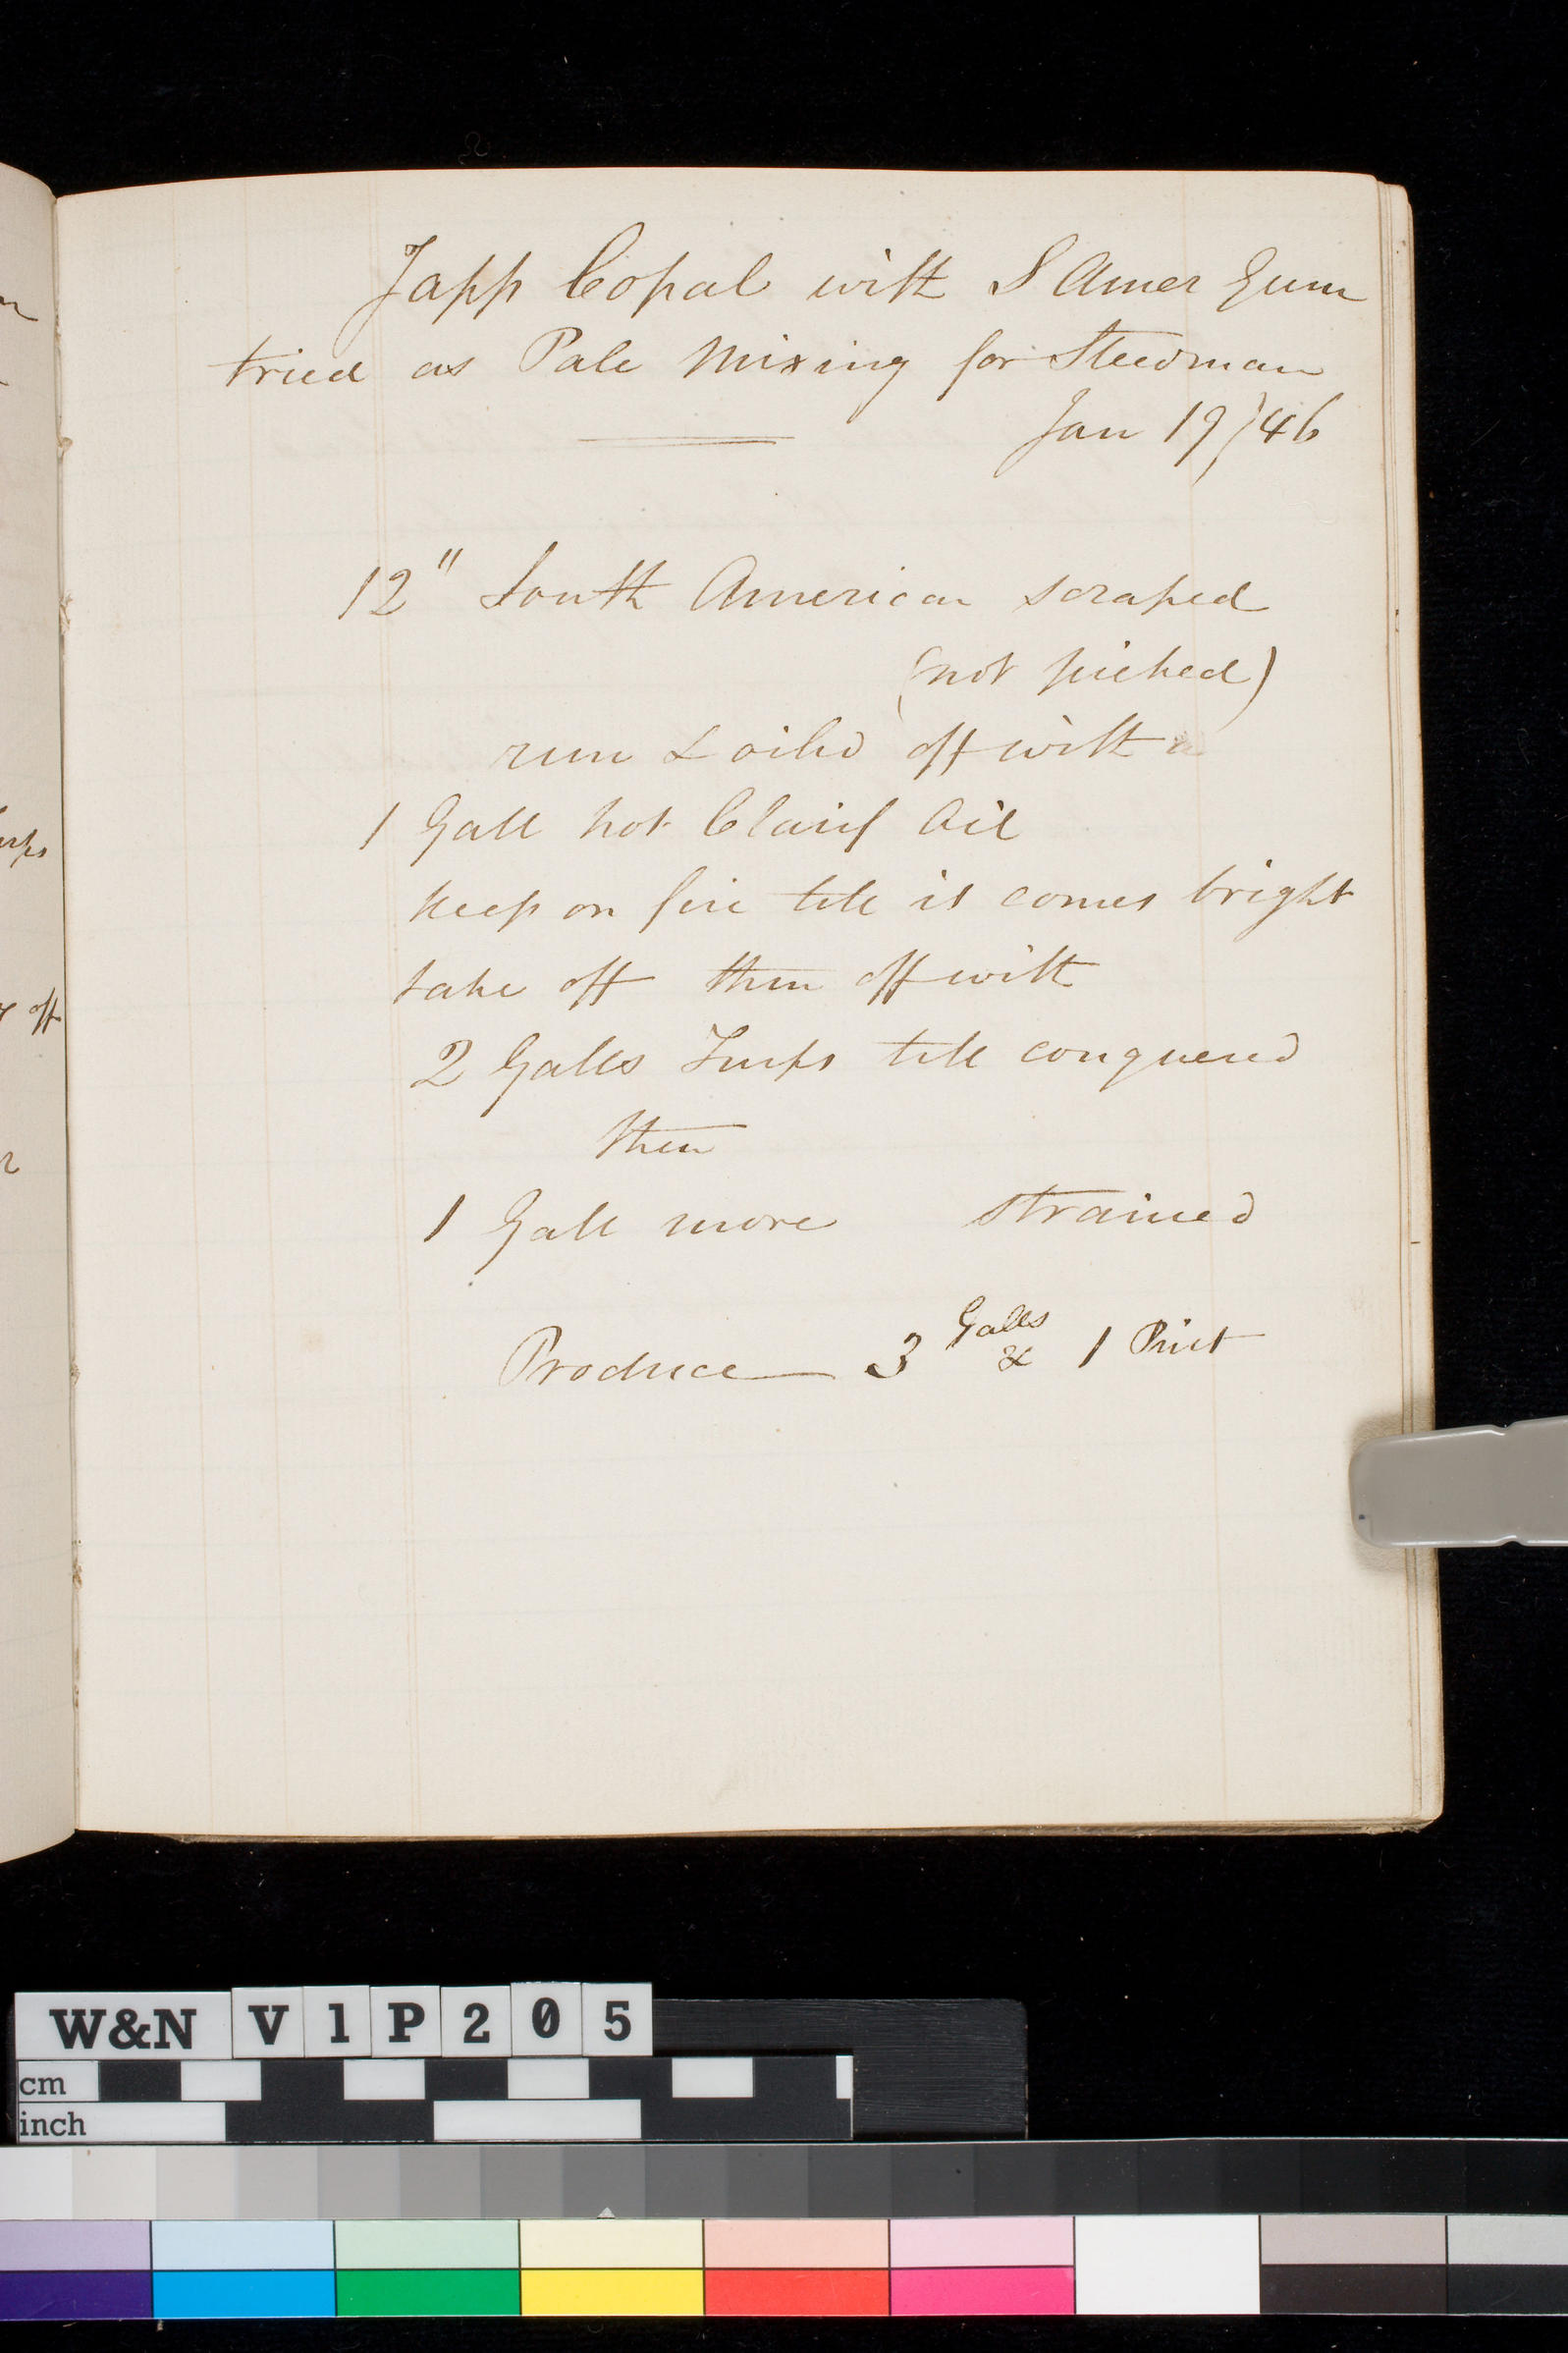 Japp Copal with S Amer Gum
tried as Pale Mixing for Steedman
Jan 19/46
12" South American scraped
(not picked)
run & oiled off with
1 Gall hot Clarif Oil
keep on fire till it comes bright
take off then off with
2 Galls Turps till conquered
then
1 Gall more strained
Produce — 3 Galls & 1 Pint
off
W&N V1P205
cm
inch